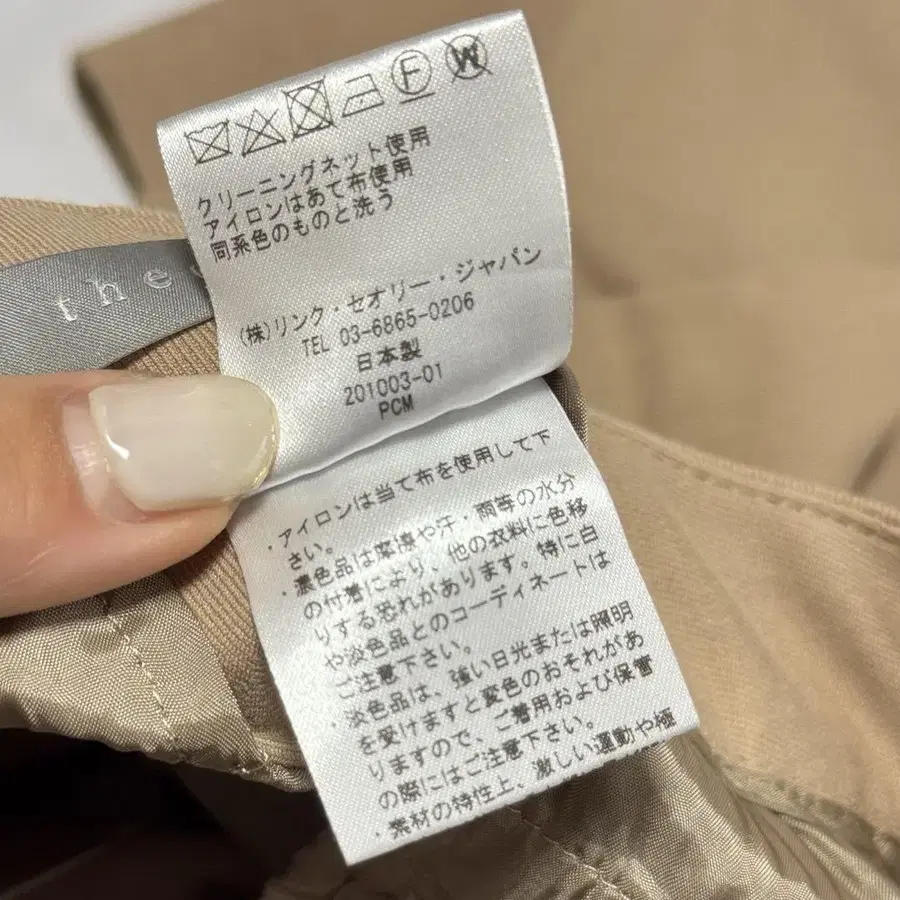 クリーニングネット使用
アイロンはあて布使用
同系色のものと洗う
the
(株)リンク・セオリー・ジャパン
TEL 03-6865-0206
日本製
201003-01
PCM
・アイロンは当て布を使用して下
さい。
・濃色品は摩擦や汗・雨等の水分
の付着により、他の衣料に色移
りする恐れがあります。特に白
や淡色品とのコーディネートは
ご注意下さい。
・淡色品は、強い日光または照明
を受けますと変色のおそれがあ
りますので、ご着用および保管
の際にはご注意下さい。
・素材の特性上、激しい運動や極